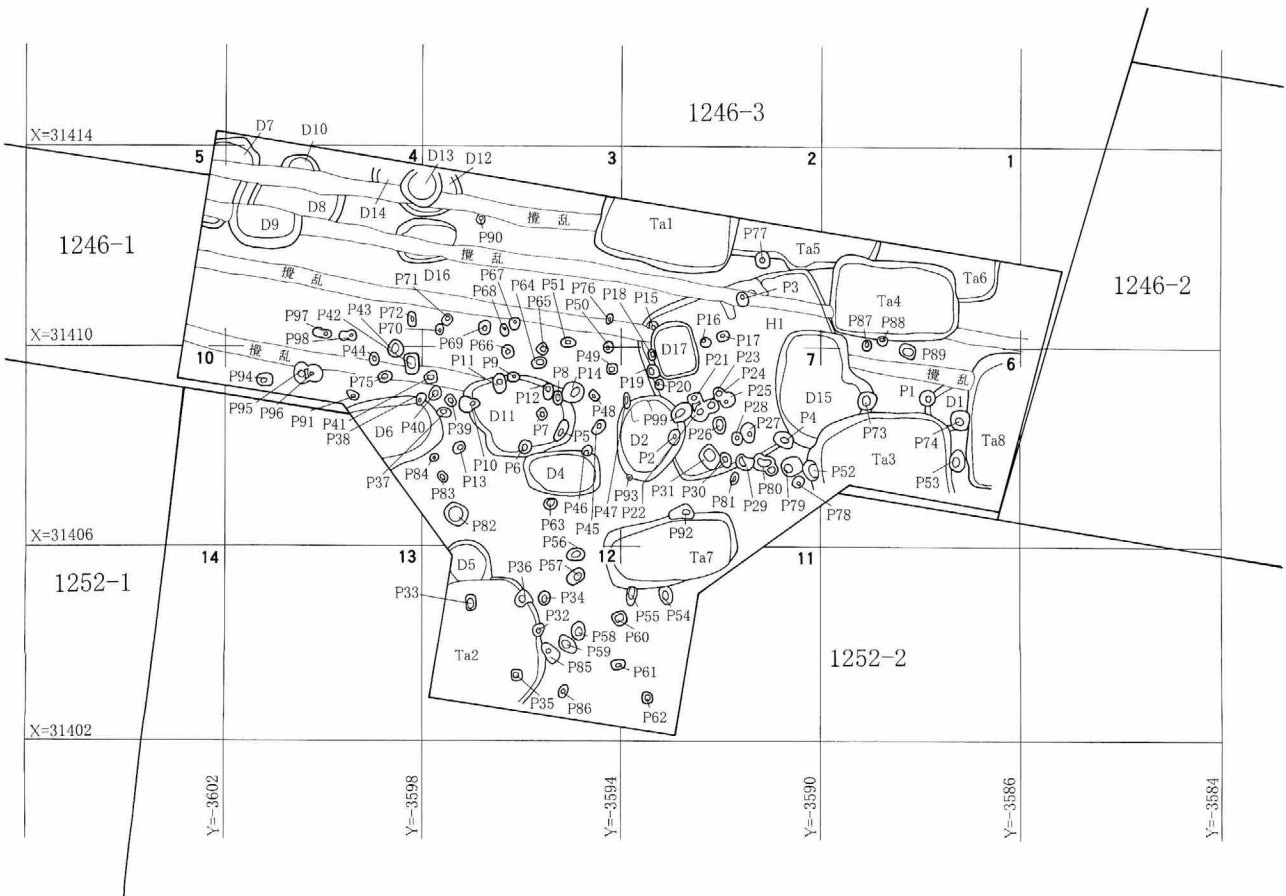 1246-3
X=31414
D7
D10
5
4
D13
D12
3
2
1
D8
D14
D9
攪乱
Ta1
P77
Ta5
1246-1
P90
1246-2
D16
攪乱
Ta6
攪乱
P71
P67
P68
P64
P65
P51
P76
P50
P18
P15
P3
Ta4
P97
P42
P43
P72
P70
P16
H1
P17
P87
P88
X=31410
P98
P44
P69
P66
P49
D17
P21
P23
7
P89
6
10
攪乱
P11
P9
P8
P14
P19
P20
P24
P25
攪乱
P94
P75
P12
P1
D1
P95
P96
P91
P41
P38
D6
P40
P39
D11
P7
P5
P48
P99
D2
P26
P28
P27
P4
D15
P73
P74
Ta8
P37
P84
P83
P13
P10
P6
D4
P2
P93
P31
P30
P81
P29
P80
P79
P52
P78
Ta3
P53
P82
P63
P46
P45
P47
P22
P92
X=31406
14
13
P56
12
Ta7
11
1252-1
D5
P36
P57
P33
P34
P55
P54
P32
P58
P60
P59
Ta2
P85
P61
1252-2
P35
P86
P62
X=31402
Y=-3602
Y=-3598
Y=-3594
Y=-3590
Y=-3586
Y=-3584